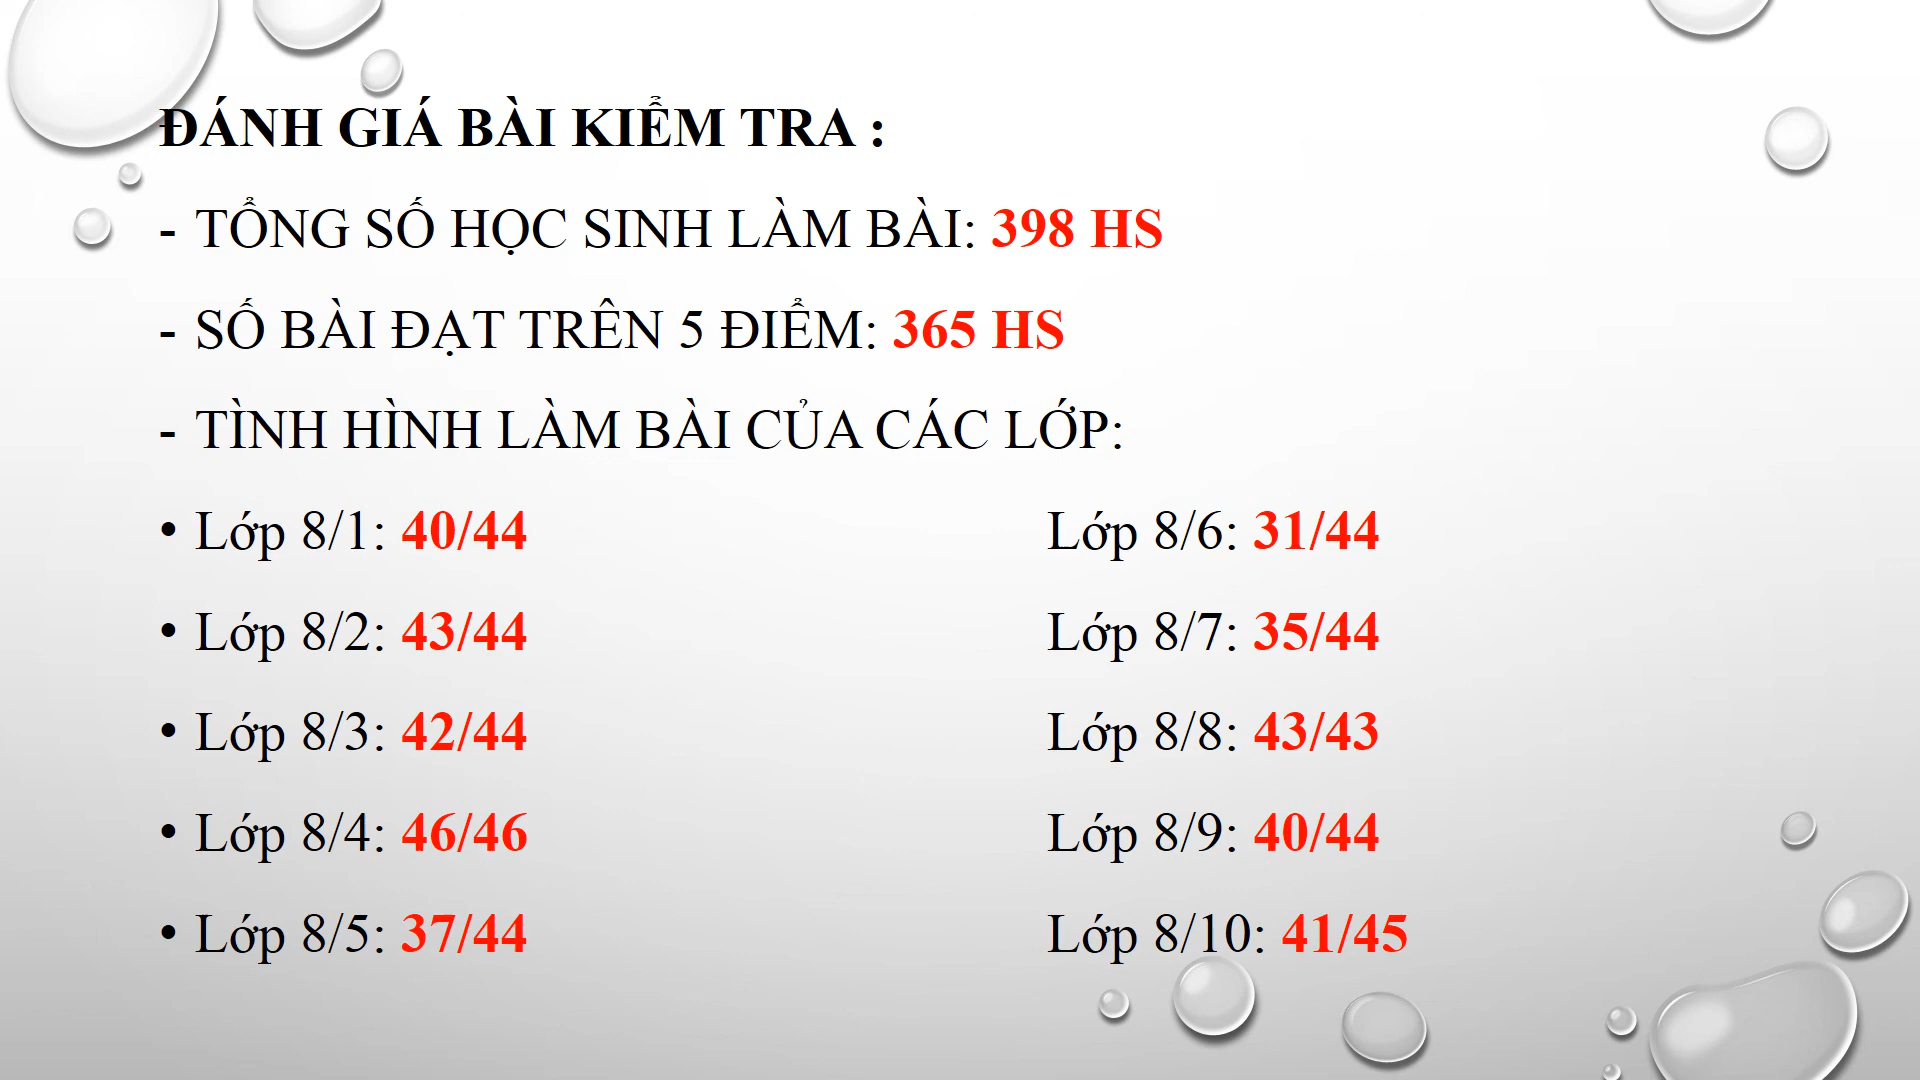 ĐÁNH GIÁ BÀI KIỂM TRA :
- TỔNG SỐ HỌC SINH LÀM BÀI: 398 HS
- SỐ BÀI ĐẠT TRÊN 5 ĐIỂM: 365 HS
- TÌNH HÌNH LÀM BÀI CỦA CÁC LỚP:
• Lớp 8/1: 40/44 Lớp 8/6: 31/44
• Lớp 8/2: 43/44 Lớp 8/7: 35/44
• Lớp 8/3: 42/44 Lớp 8/8: 43/43
• Lớp 8/4: 46/46 Lớp 8/9: 40/44
• Lớp 8/5: 37/44 Lớp 8/10: 41/45